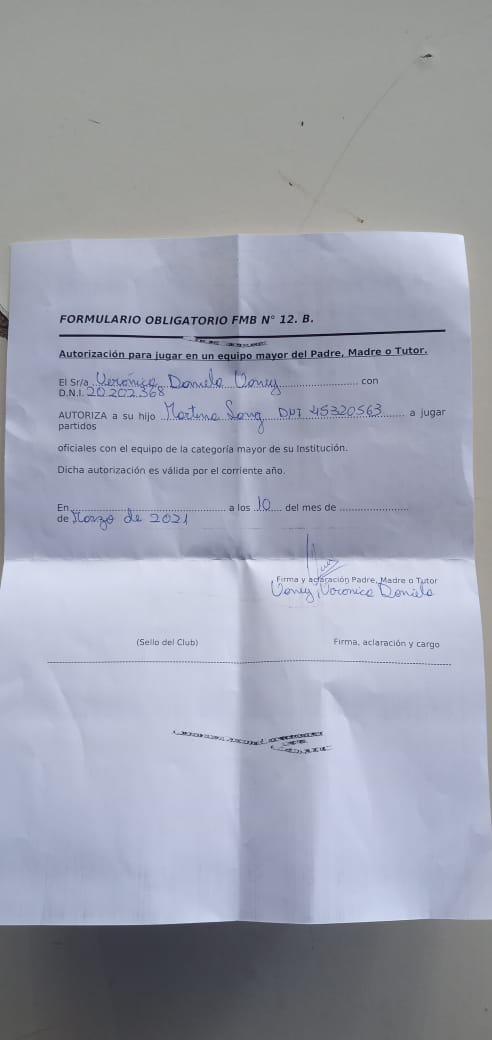 FORMULARIO OBLIGATORIO FMB N° 12. B.
Autorización para jugar en un equipo mayor del Padre, Madre o Tutor.
El Sr/a Verónica Daniela con
D.N.I. 20.202.368
AUTORIZA a su hijo Martina DNI 45320563 a jugar
partidos
oficiales con el equipo de la categoría mayor de su Institución.
Dicha autorización es válida por el corriente año.
En a los 10 del mes de
de Marzo de 2021
Firma y aclaración Padre, Madre o Tutor
Veronica Daniela
(Sello del Club) Firma, aclaración y cargo